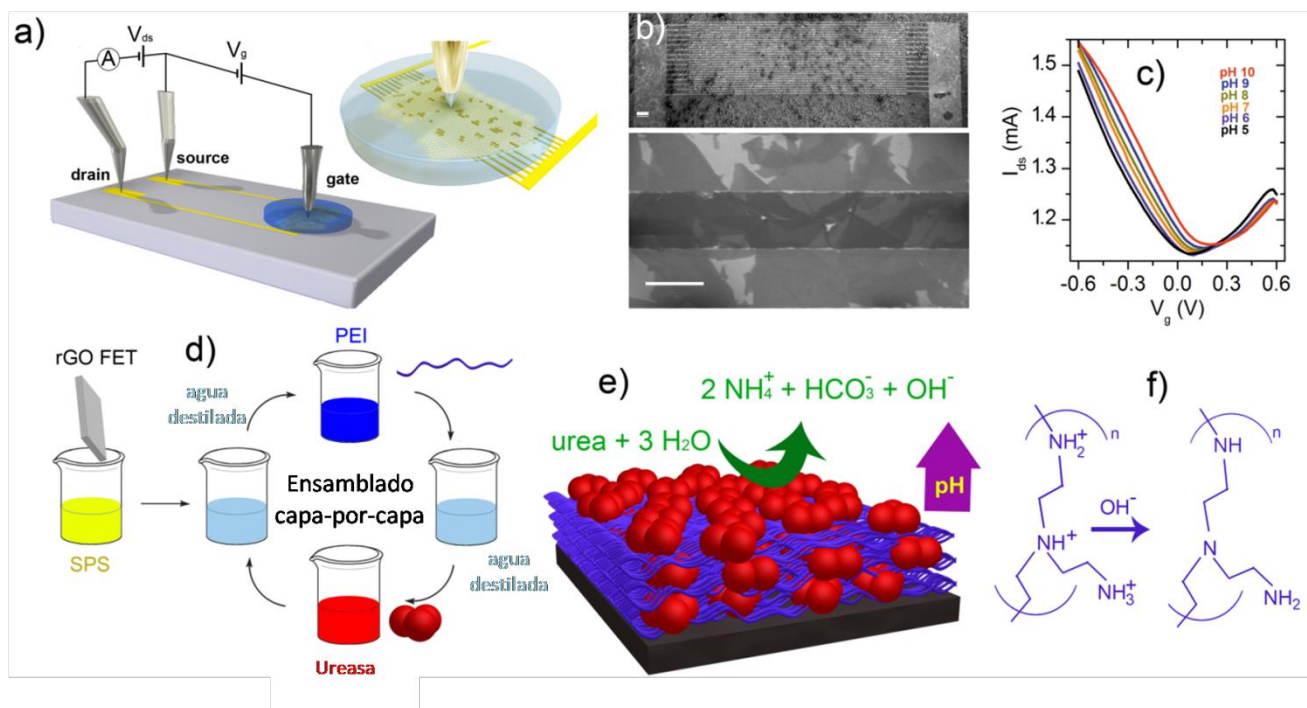 a)
V_ds
A
V_g
drain
source
gate
b)
c)
pH 10
pH 9
pH 8
pH 7
pH 6
pH 5
1.5
1.4
1.3
1.2
I_ds (mA)
-0.6
-0.3
0.0
0.3
0.6
V_g (V)
d)
rGO FET
SPS
agua
destilada
PEI
Ensamblado
capa-por-capa
agua
destilada
Ureasa
e)
2 NH₄⁺ + HCO₃⁻ + OH⁻
urea + 3 H₂O
pH
f)
n
NH₂⁺
NH⁺
NH₃⁺
OH⁻
n
NH
N
NH₂